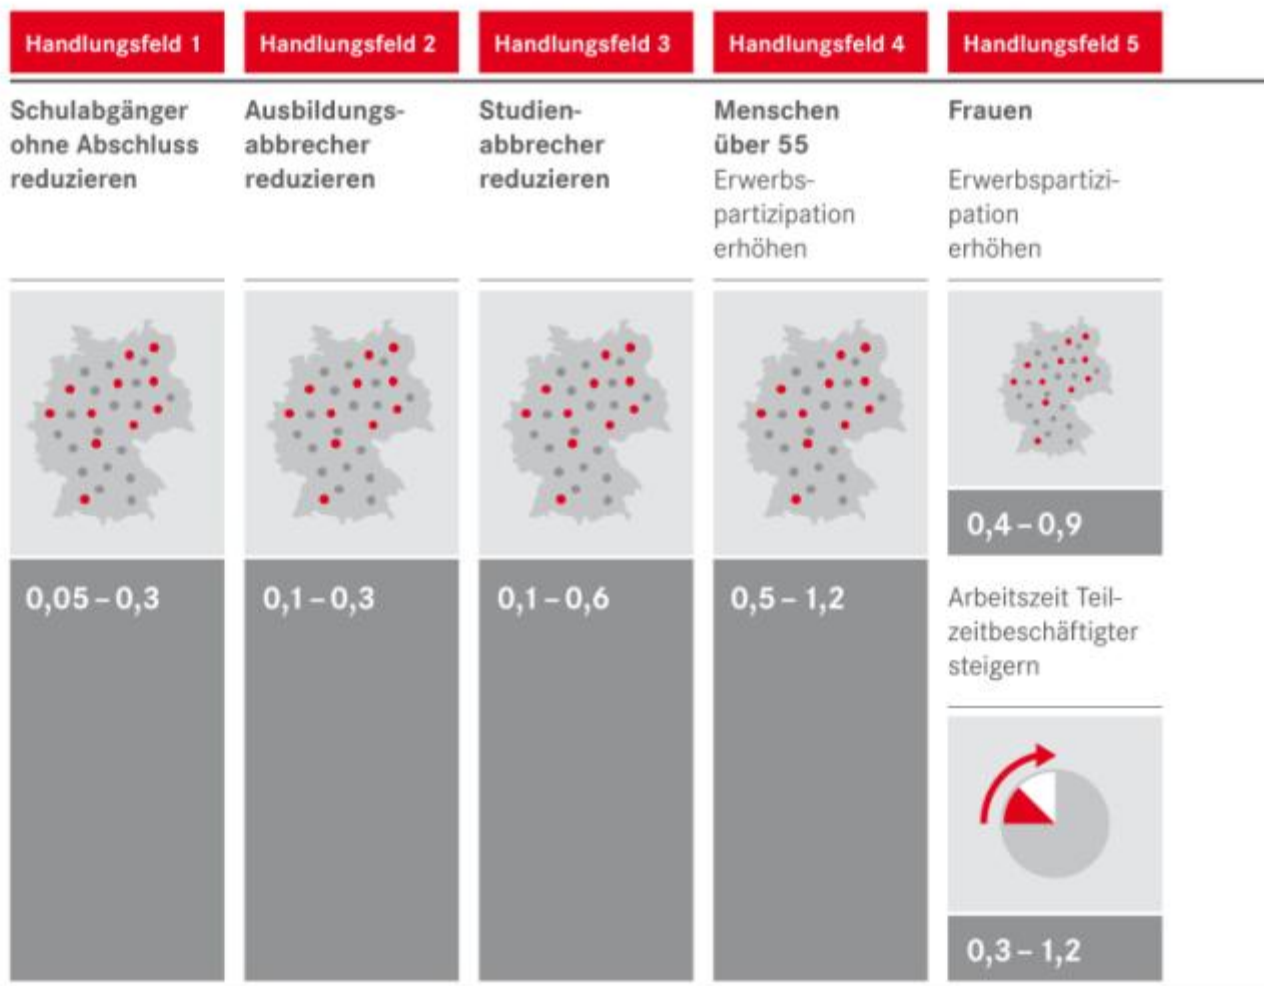 Handlungsfeld 1
Schulabgänger
ohne Abschluss
reduzieren
0,05 – 0,3
Handlungsfeld 2
Ausbildungs-
abbrecher
reduzieren
0,1 – 0,3
Handlungsfeld 3
Studien-
abbrecher
reduzieren
0,1 – 0,6
Handlungsfeld 4
Menschen
über 55
Erwerbs-
partizipation
erhöhen
0,5 – 1,2
Handlungsfeld 5
Frauen
Erwerbspartizi-
pation
erhöhen
0,4 – 0,9
Arbeitszeit Teil-
zeitbeschäftigter
steigern
0,3 – 1,2